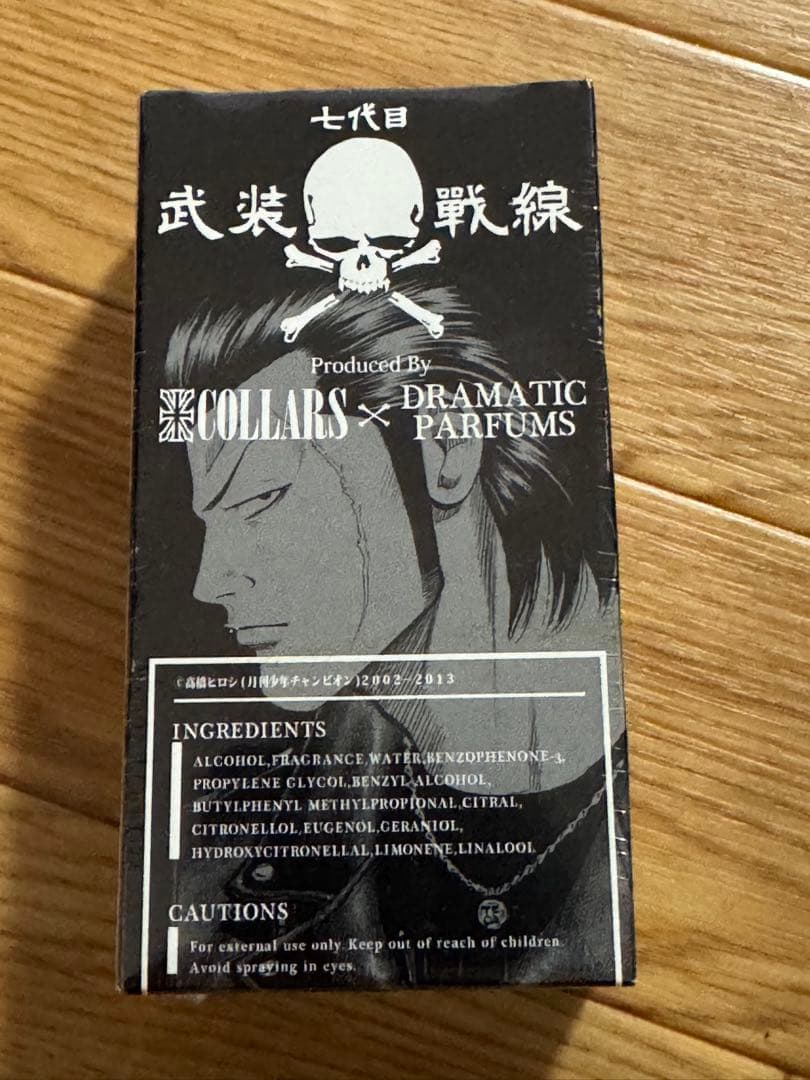 七代目
武装戰線
Produced By
COLLARS × DRAMATIC PARFUMS
©高橋ヒロシ(月刊少年チャンピオン)2002-2013
INGREDIENTS
ALCOHOL,FRAGRANCE,WATER,BENZOPHENONE-3,
PROPYLENE GLYCOL,BENZYL ALCOHOL,
BUTYLPHENYL METHYLPROPIONAL,CITRAL,
CITRONELLOL,EUGENOL,GERANIOL,
HYDROXYCITRONELLAL,LIMONENE,LINALOOL
CAUTIONS
For external use only. Keep out of reach of children.
Avoid spraying in eyes.